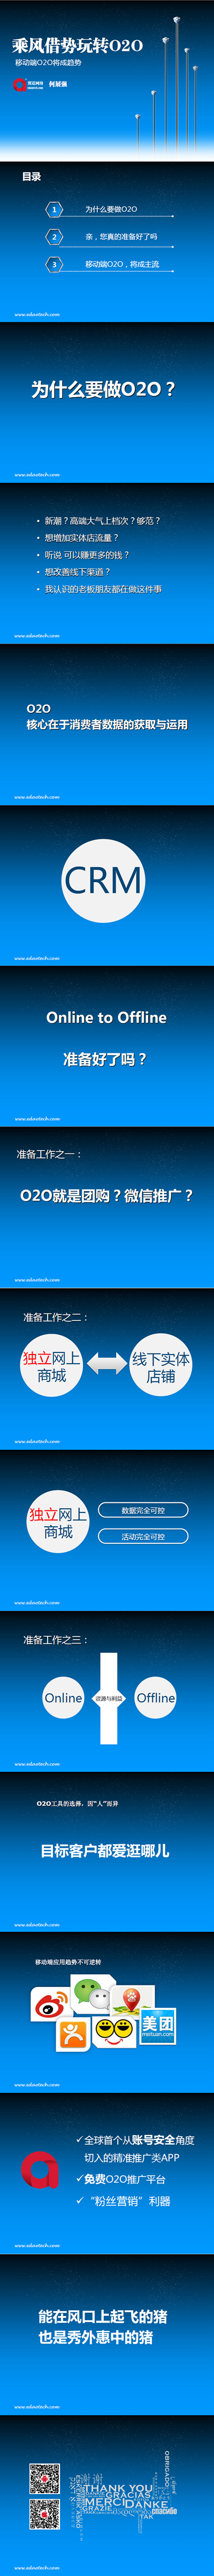 乘风借势玩转O2O
移动端O2O将成趋势
何展强
目录
1 为什么要做O2O
2 亲，您真的准备好了吗
3 移动端O2O，将成主流
www.edaotech.com
为什么要做O2O？
www.edaotech.com
• 新潮？高端大气上档次？够范？
• 想增加实体店流量？
• 听说 可以赚更多的钱？
• 想改善线下渠道？
• 我认识的老板朋友都在做这件事
www.edaotech.com
O2O
核心在于消费者数据的获取与运用
www.edaotech.com
CRM
www.edaotech.com
Online to Offline
准备好了吗？
www.edaotech.com
准备工作之一：
O2O就是团购？微信推广？
www.edaotech.com
准备工作之二：
独立网上
商城
线下实体
店铺
www.edaotech.com
独立网上
商城
数据完全可控
活动完全可控
www.edaotech.com
准备工作之三：
Online
资源与利益
Offline
www.edaotech.com
O2O工具的选择，因“人”而异
目标客户都爱逛哪儿
www.edaotech.com
移动端应用趋势不可逆转
美团
meituan.com
www.edaotech.com
✓ 全球首个从账号安全角度
切入的精准推广类APP
✓ 免费O2O推广平台
✓ “粉丝营销”利器
www.edaotech.com
能在风口上起飞的猪
也是秀外惠中的猪
www.edaotech.com
谢谢
THANK YOU
GRACIAS
MERCI
DANKE
GRAZIE
TAK
OBRIGADO
www.edaotech.com